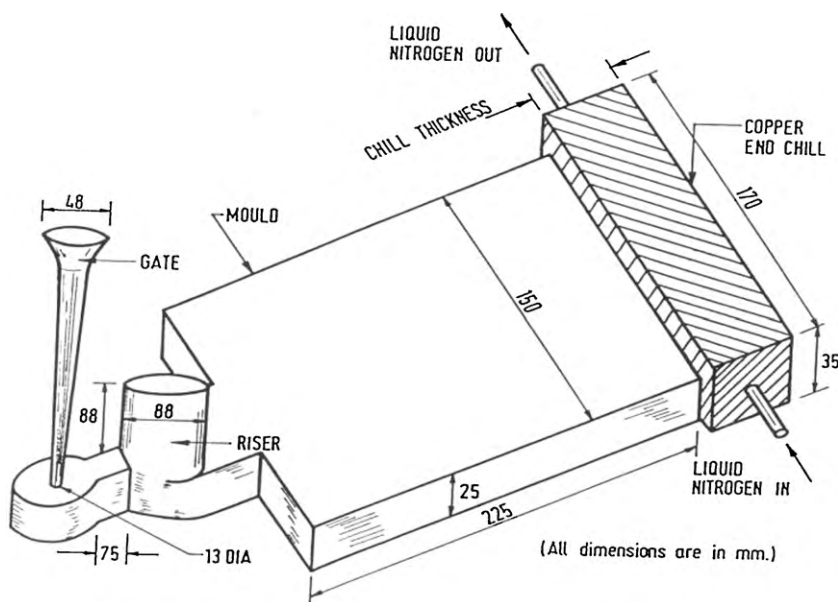 LIQUID
NITROGEN OUT
CHILL THICKNESS
COPPER
END CHILL
170
48
MOULD
GATE
150
35
88
88
RISER
LIQUID
NITROGEN IN
25
225
75
13 DIA
(All dimensions are in mm.)